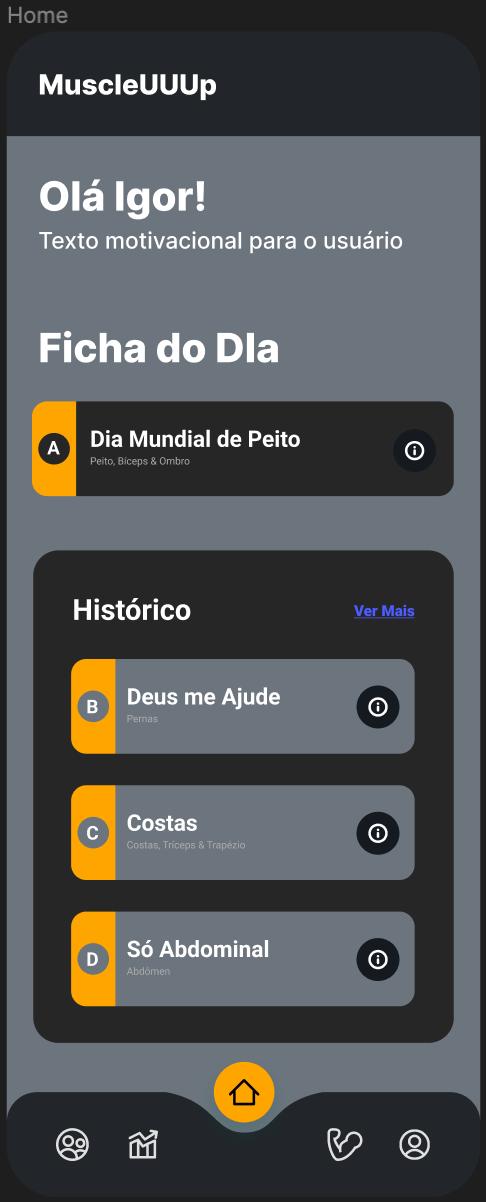 Home
MuscleUUUp
Olá Igor!
Texto motivacional para o usuário
Ficha do DIa
A
Dia Mundial de Peito
Peito, Bíceps & Ombro
Histórico
Ver Mais
B
Deus me Ajude
Pernas
C
Costas
Costas, Tríceps & Trapézio
D
Só Abdominal
Abdômen